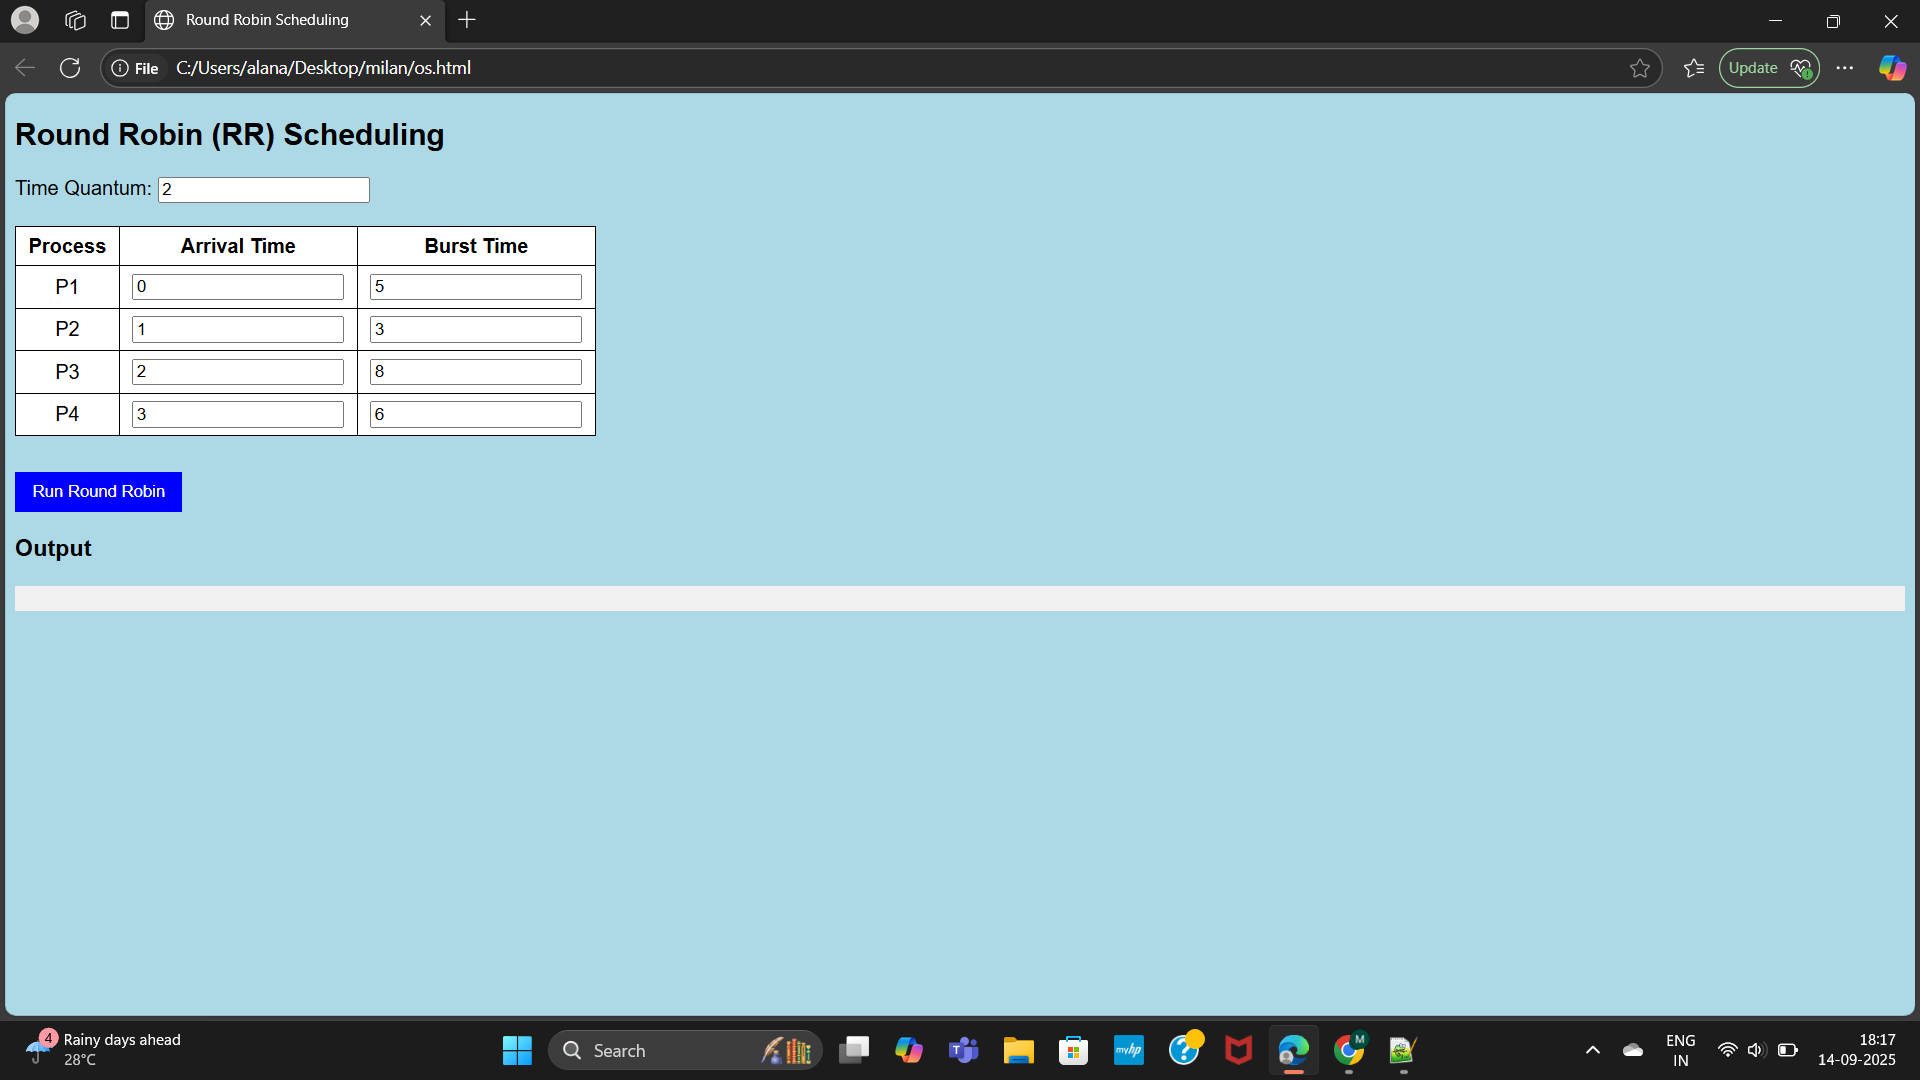 Round Robin Scheduling
File C:/Users/alana/Desktop/milan/os.html
Update
Round Robin (RR) Scheduling
Time Quantum: 2
Process Arrival Time Burst Time
P1 0 5
P2 1 3
P3 2 8
P4 3 6
Run Round Robin
Output
4 Rainy days ahead
28°C
Search
T
myhp
?
M
ENG
IN
18:17
14-09-2025